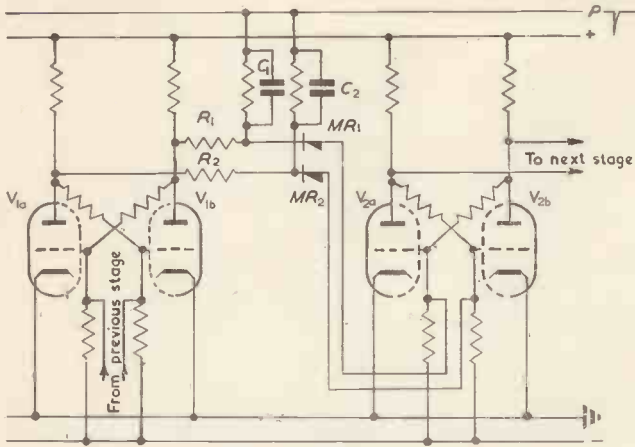 P
+
C1
C2
R1
MR1
R2
MR2
To next stage
V1a
V1b
V2a
V2b
From previous stage